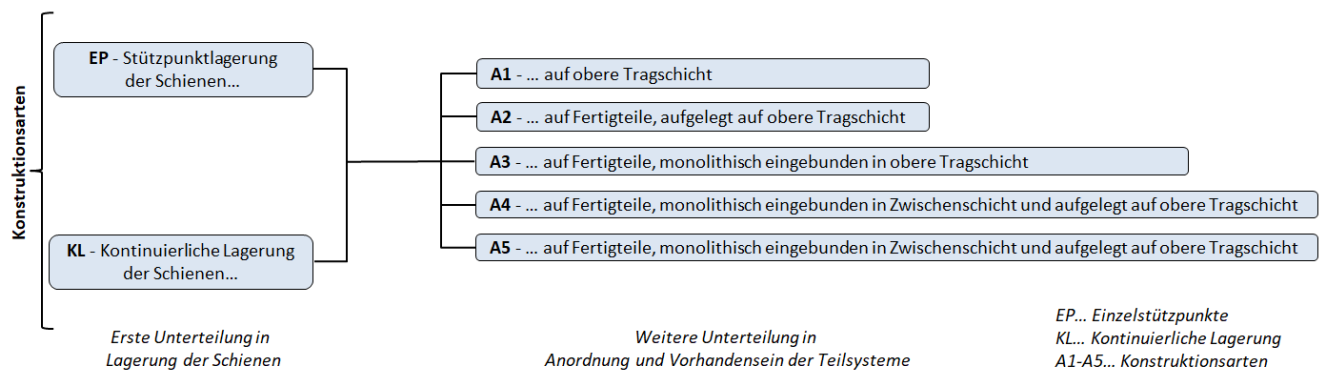 Konstruktionsarten
EP - Stützpunktlagerung
der Schienen...
KL - Kontinuierliche Lagerung
der Schienen...
A1 - ... auf obere Tragschicht
A2 - ... auf Fertigteile, aufgelegt auf obere Tragschicht
A3 - ... auf Fertigteile, monolithisch eingebunden in obere Tragschicht
A4 - ... auf Fertigteile, monolithisch eingebunden in Zwischenschicht und aufgelegt auf obere Tragschicht
A5 - ... auf Fertigteile, monolithisch eingebunden in Zwischenschicht und aufgelegt auf obere Tragschicht
Erste Unterteilung in
Lagerung der Schienen
Weitere Unterteilung in
Anordnung und Vorhandensein der Teilsysteme
EP... Einzelstützpunkte
KL... Kontinuierliche Lagerung
A1-A5... Konstruktionsarten